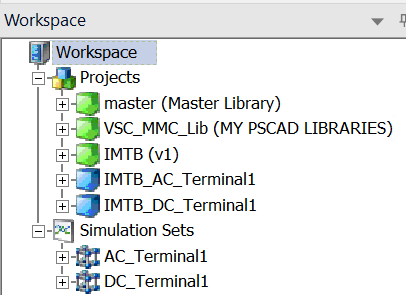 Workspace
Workspace
Projects
master (Master Library)
VSC_MMC_Lib (MY PSCAD LIBRARIES)
IMTB (v1)
IMTB_AC_Terminal1
IMTB_DC_Terminal1
Simulation Sets
AC_Terminal1
DC_Terminal1